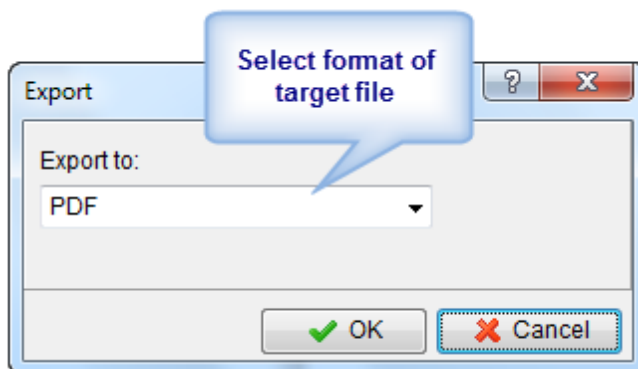 Select format of
target file
Export
?
Export to:
PDF
OK
Cancel